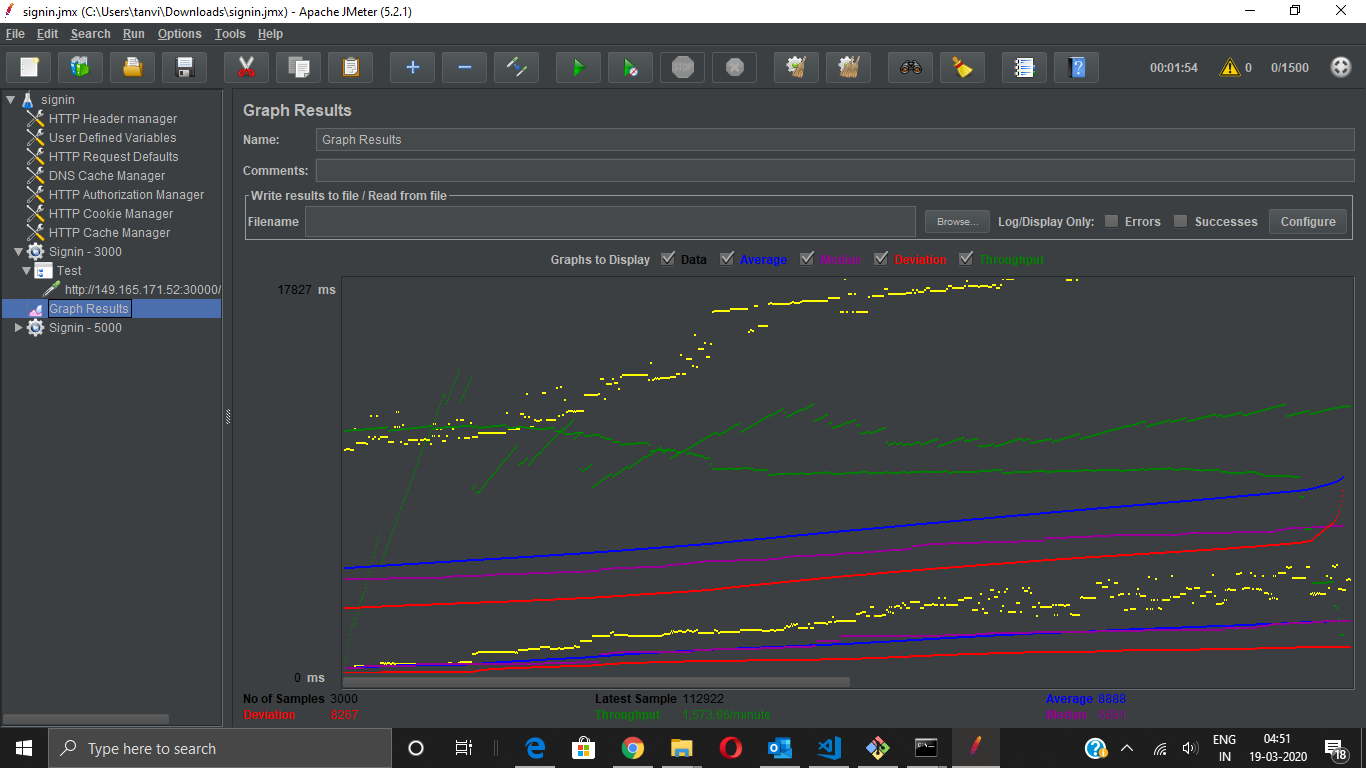 signin.jmx (C:\Users\tanvi\Downloads\signin.jmx) - Apache JMeter (5.2.1)
File Edit Search Run Options Tools Help
STOP 00:01:54 0 0/1500
signin
HTTP Header manager
User Defined Variables
HTTP Request Defaults
DNS Cache Manager
HTTP Authorization Manager
HTTP Cookie Manager
HTTP Cache Manager
Signin - 3000
Test
http://149.165.171.52:30000/
Graph Results
Signin - 5000
Graph Results
Name: Graph Results
Comments:
Write results to file / Read from file
Filename Browse... Log/Display Only: Errors Successes Configure
Graphs to Display Data Average Median Deviation Throughput
17827 ms
0 ms
No of Samples 3000 Latest Sample 112922 Average 8888
Deviation 8267 Throughput 1,573.66/minute Median
Type here to search
ENG
IN
04:51
19-03-2020
18